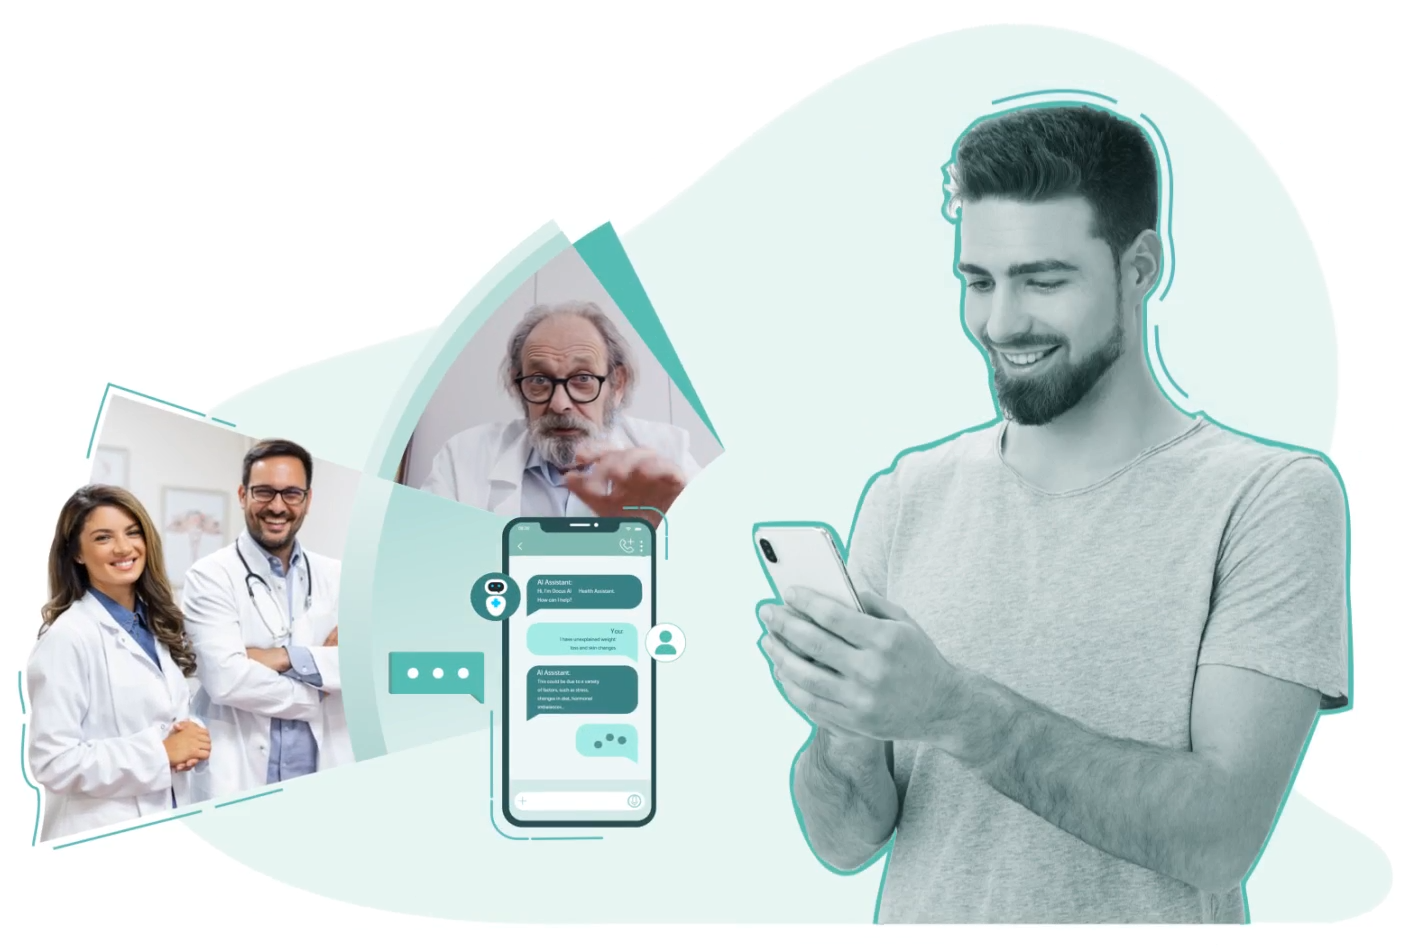 AI Assistant:
Hi, I'm Docus AI Health Assistant.
How can I help?
You:
I have unexplained weight
loss and skin changes.
AI Assistant:
This could be due to a variety
of factors, such as stress,
changes in diet, hormonal
imbalances...